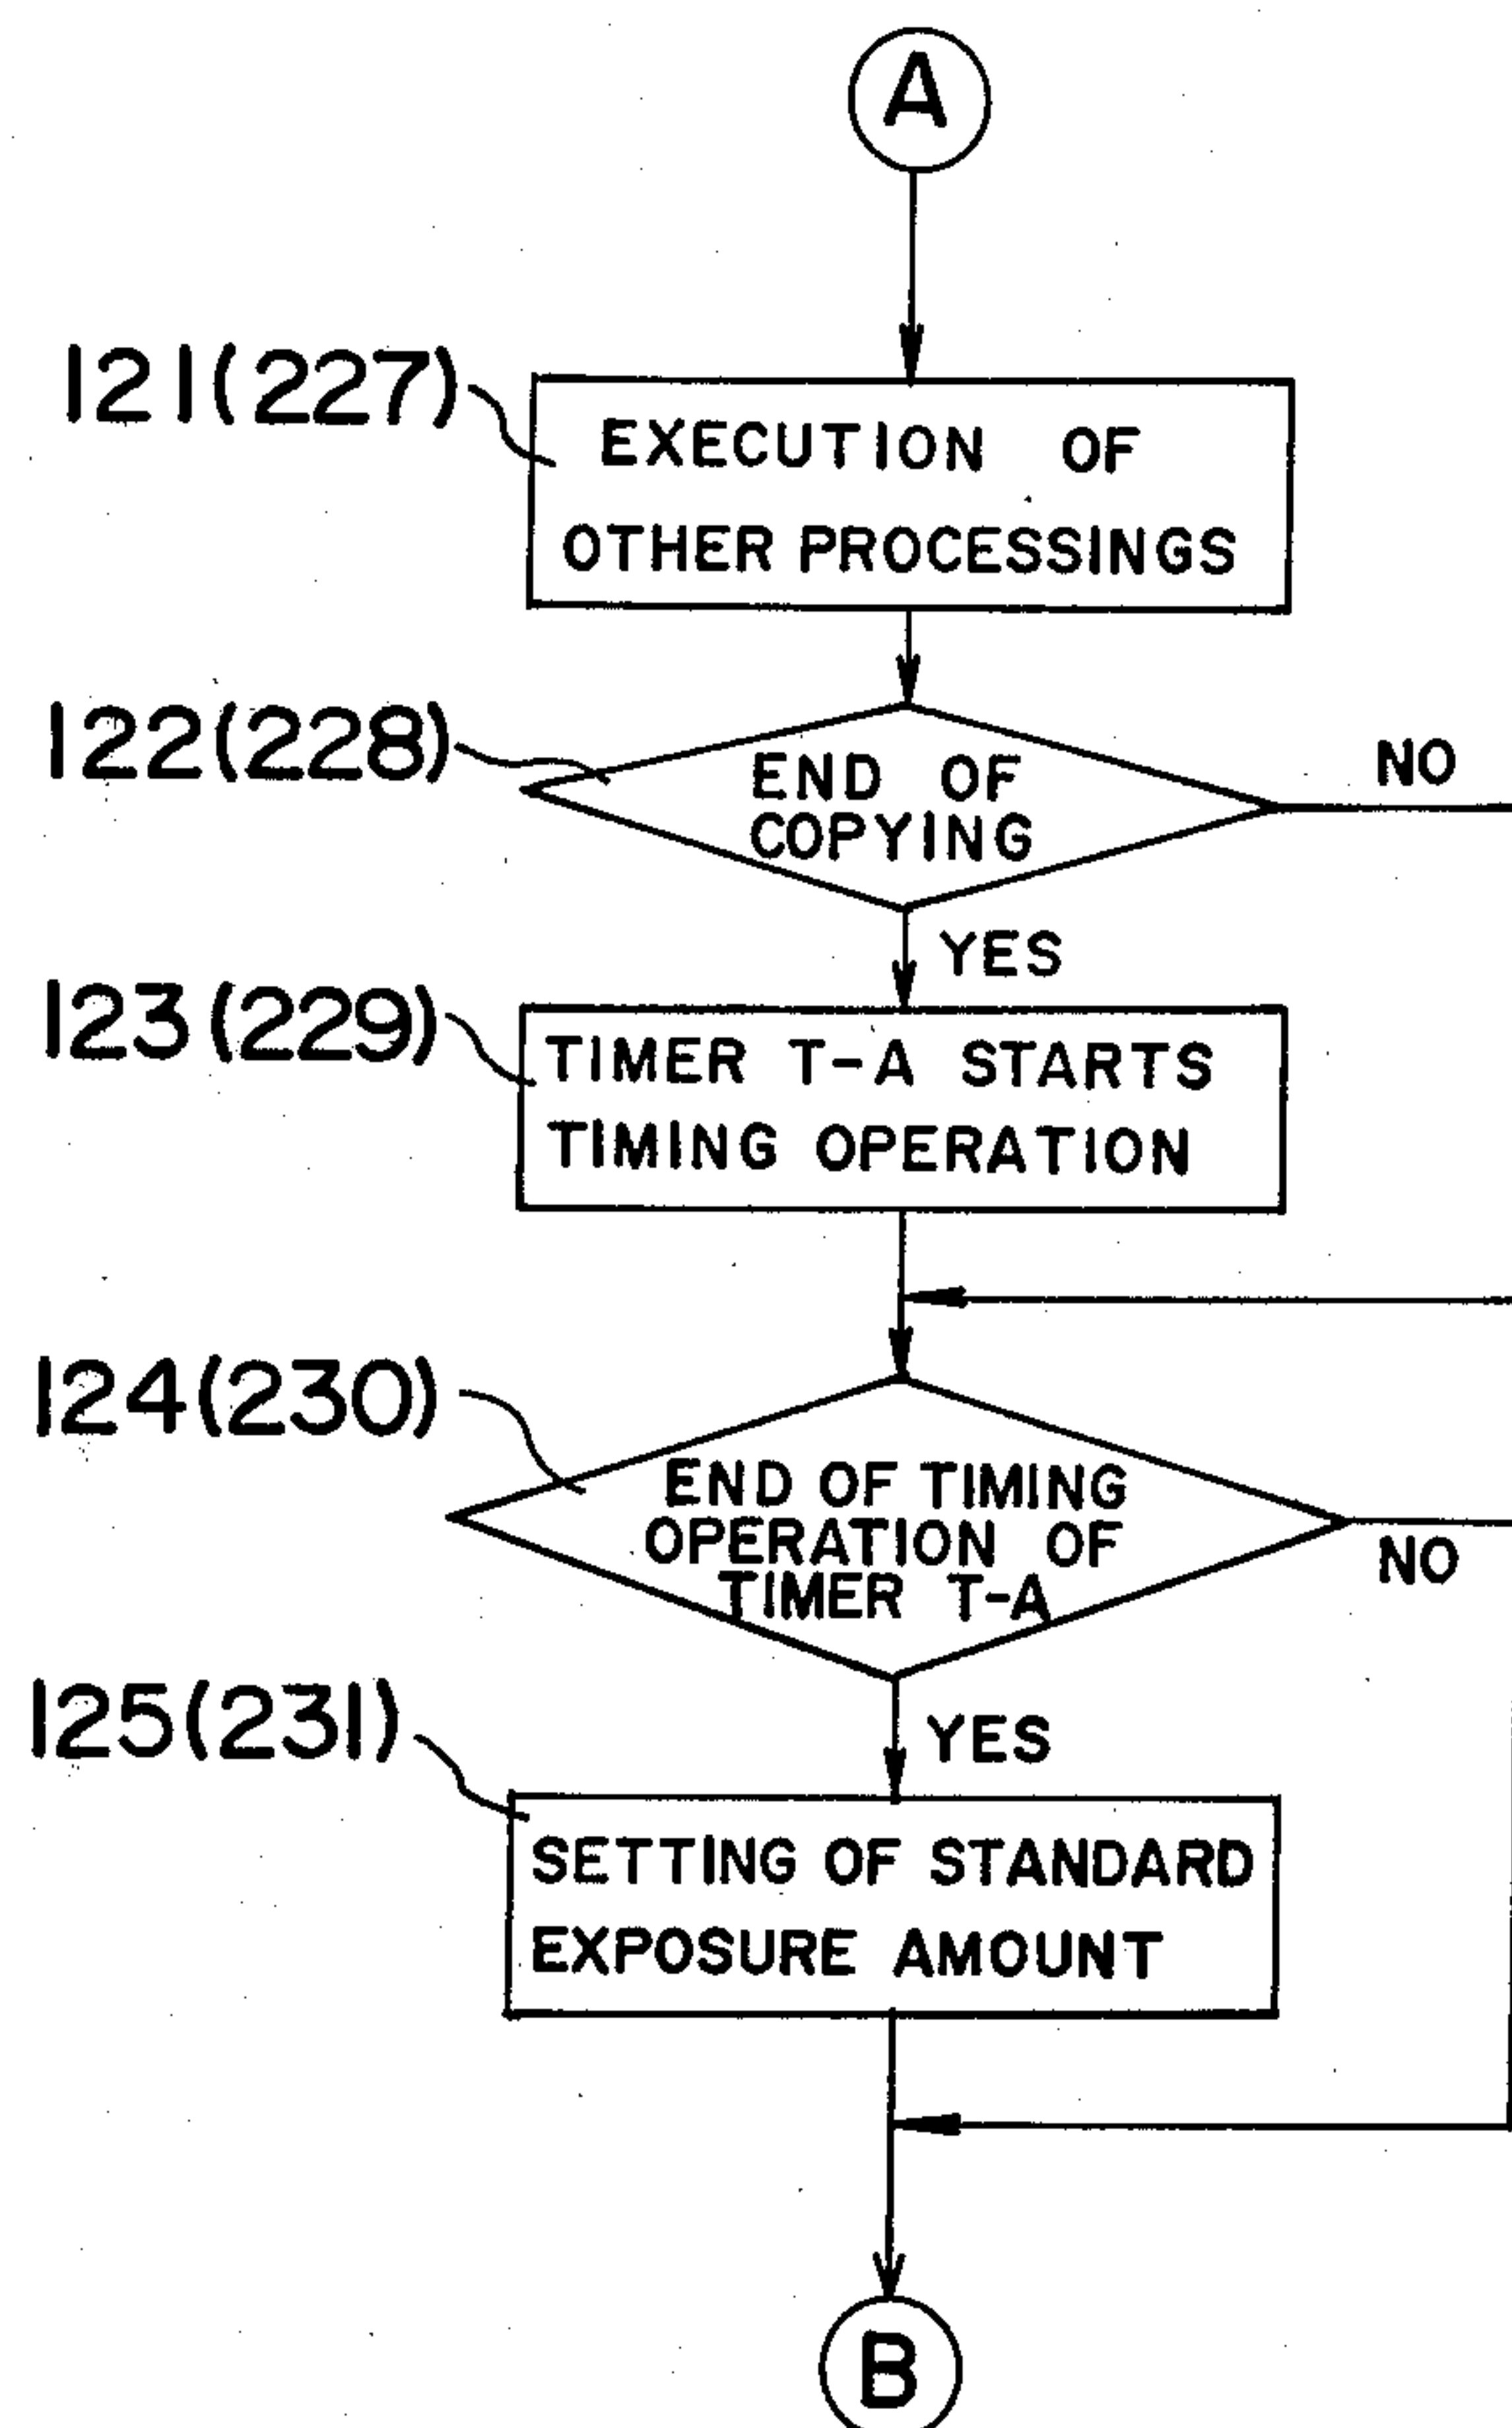 A
121(227)
EXECUTION OF
OTHER PROCESSINGS
122(228)
END OF
COPYING
NO
YES
123(229)
TIMER T-A STARTS
TIMING OPERATION
124(230)
END OF TIMING
OPERATION OF
TIMER T-A
NO
YES
125(231)
SETTING OF STANDARD
EXPOSURE AMOUNT
B